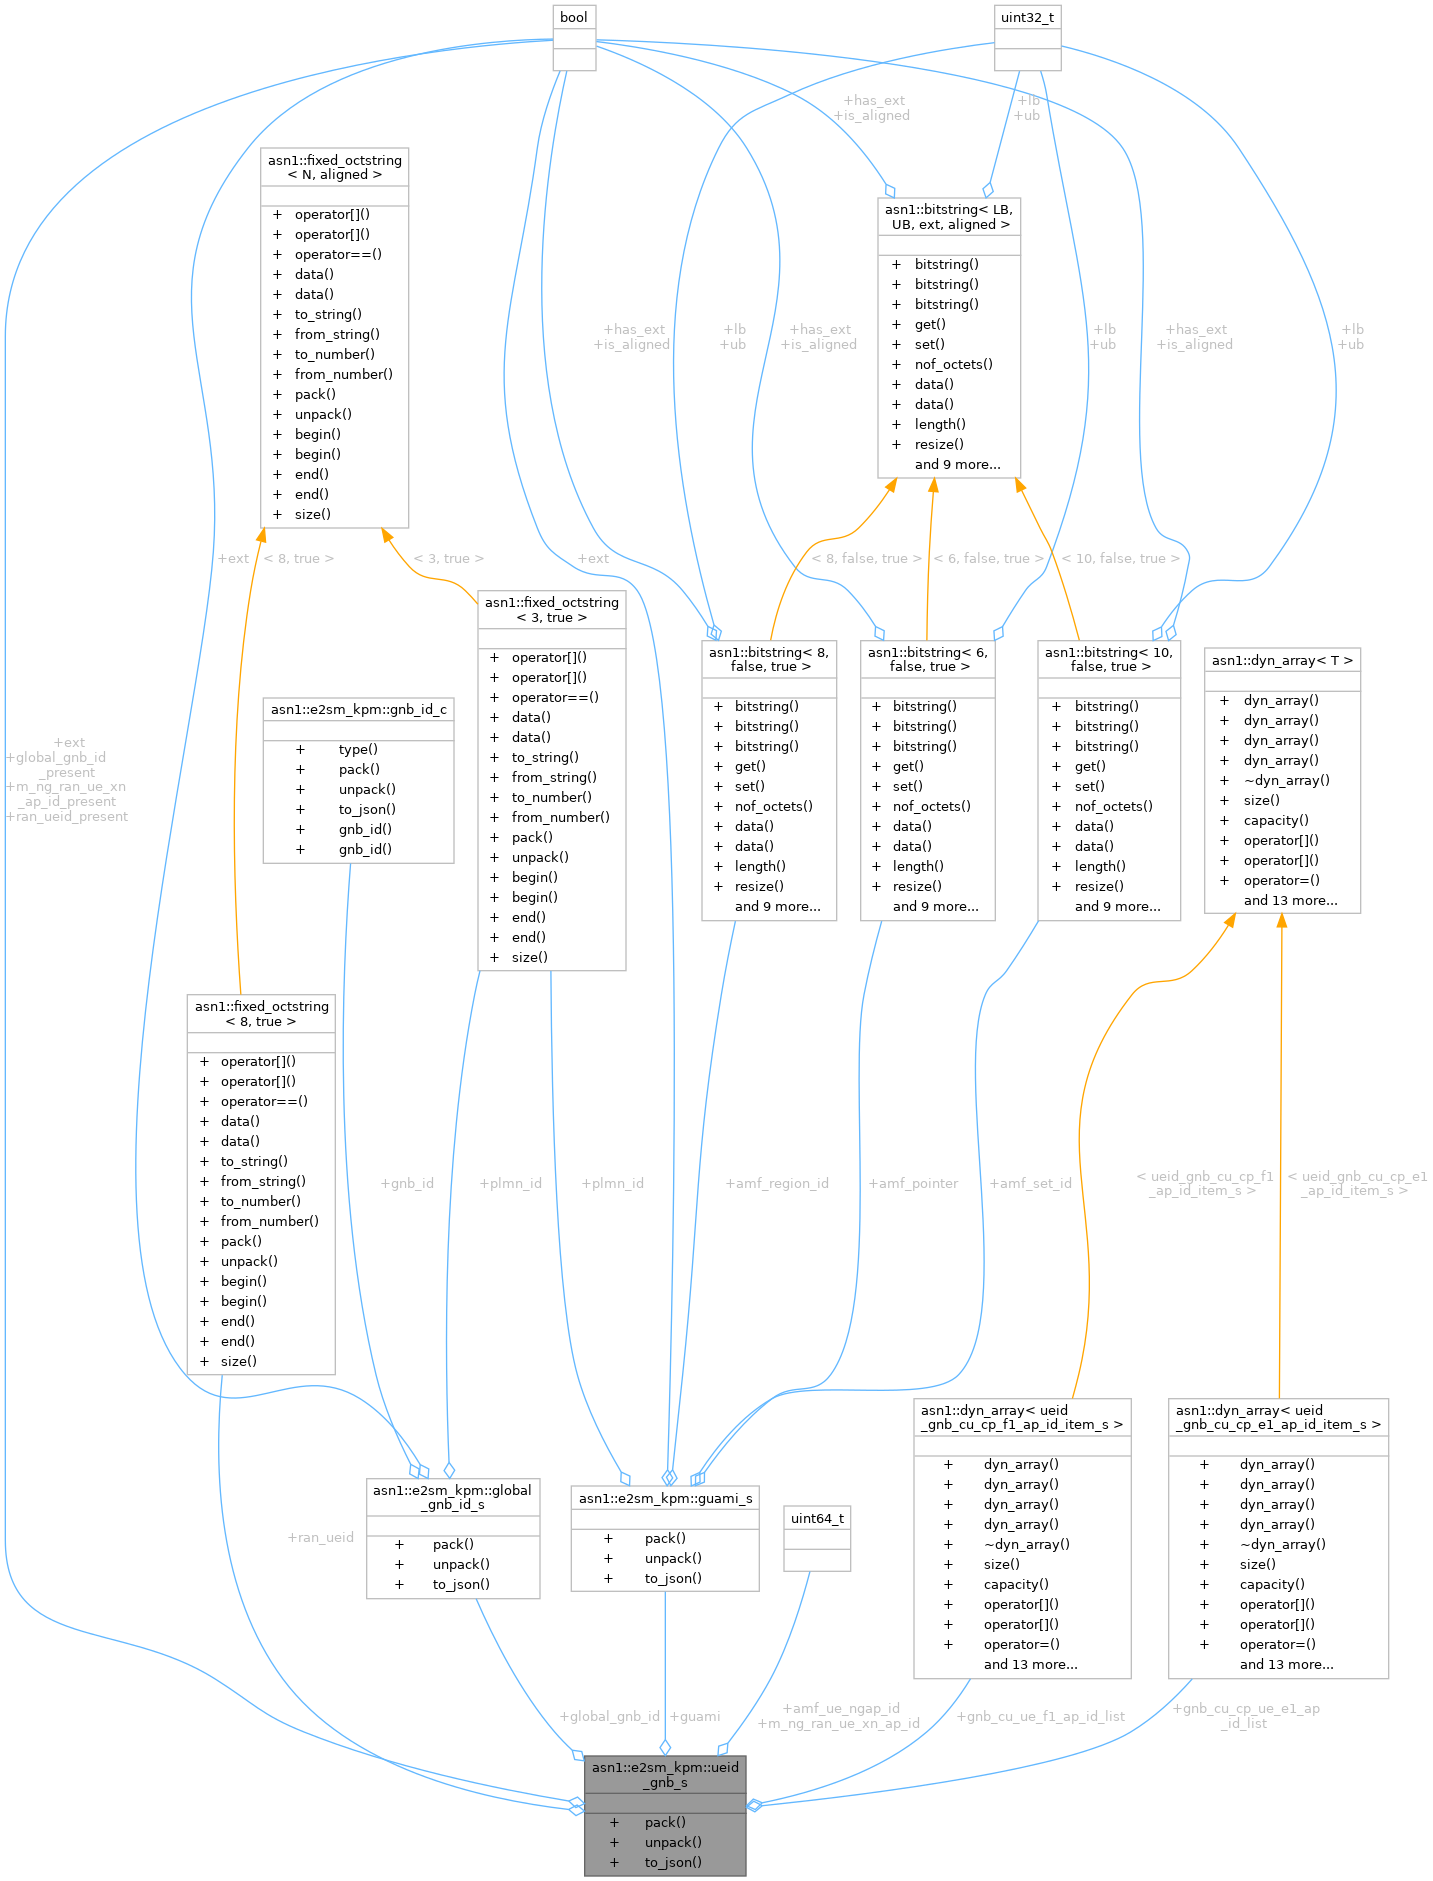 bool
uint32_t
+has_ext
+is_aligned
+lb
+ub
asn1::fixed_octstring
< N, aligned >
+ operator[]()
+ operator[]()
+ operator==()
+ data()
+ data()
+ to_string()
+ from_string()
+ to_number()
+ from_number()
+ pack()
+ unpack()
+ begin()
+ begin()
+ end()
+ end()
+ size()
asn1::bitstring< LB,
UB, ext, aligned >
+ bitstring()
+ bitstring()
+ bitstring()
+ get()
+ set()
+ nof_octets()
+ data()
+ data()
+ length()
+ resize()
and 9 more...
+has_ext
+is_aligned
+lb
+ub
+has_ext
+is_aligned
+lb
+ub
+has_ext
+is_aligned
+lb
+ub
+ext
< 8, true >
< 3, true >
+ext
< 8, false, true >
< 6, false, true >
< 10, false, true >
asn1::fixed_octstring
< 3, true >
+ operator[]()
+ operator[]()
+ operator==()
+ data()
+ data()
+ to_string()
+ from_string()
+ to_number()
+ from_number()
+ pack()
+ unpack()
+ begin()
+ begin()
+ end()
+ end()
+ size()
asn1::bitstring< 8,
false, true >
+ bitstring()
+ bitstring()
+ bitstring()
+ get()
+ set()
+ nof_octets()
+ data()
+ data()
+ length()
+ resize()
and 9 more...
asn1::bitstring< 6,
false, true >
+ bitstring()
+ bitstring()
+ bitstring()
+ get()
+ set()
+ nof_octets()
+ data()
+ data()
+ length()
+ resize()
and 9 more...
asn1::bitstring< 10,
false, true >
+ bitstring()
+ bitstring()
+ bitstring()
+ get()
+ set()
+ nof_octets()
+ data()
+ data()
+ length()
+ resize()
and 9 more...
asn1::dyn_array< T >
+ dyn_array()
+ dyn_array()
+ dyn_array()
+ dyn_array()
+ ~dyn_array()
+ size()
+ capacity()
+ operator[]()
+ operator[]()
+ operator=()
and 13 more...
asn1::e2sm_kpm::gnb_id_c
+ type()
+ pack()
+ unpack()
+ to_json()
+ gnb_id()
+ gnb_id()
+ext
+global_gnb_id
_present
+m_ng_ran_ue_xn
_ap_id_present
+ran_ueid_present
asn1::fixed_octstring
< 8, true >
+ operator[]()
+ operator[]()
+ operator==()
+ data()
+ data()
+ to_string()
+ from_string()
+ to_number()
+ from_number()
+ pack()
+ unpack()
+ begin()
+ begin()
+ end()
+ end()
+ size()
+gnb_id
+plmn_id
+plmn_id
+amf_region_id
+amf_pointer
+amf_set_id
< ueid_gnb_cu_cp_f1
_ap_id_item_s >
< ueid_gnb_cu_cp_e1
_ap_id_item_s >
asn1::dyn_array< ueid
_gnb_cu_cp_f1_ap_id_item_s >
+ dyn_array()
+ dyn_array()
+ dyn_array()
+ dyn_array()
+ ~dyn_array()
+ size()
+ capacity()
+ operator[]()
+ operator[]()
+ operator=()
and 13 more...
asn1::dyn_array< ueid
_gnb_cu_cp_e1_ap_id_item_s >
+ dyn_array()
+ dyn_array()
+ dyn_array()
+ dyn_array()
+ ~dyn_array()
+ size()
+ capacity()
+ operator[]()
+ operator[]()
+ operator=()
and 13 more...
+ran_ueid
asn1::e2sm_kpm::global
_gnb_id_s
+ pack()
+ unpack()
+ to_json()
asn1::e2sm_kpm::guami_s
+ pack()
+ unpack()
+ to_json()
uint64_t
+global_gnb_id
+guami
+amf_ue_ngap_id
+m_ng_ran_ue_xn_ap_id
+gnb_cu_ue_f1_ap_id_list
+gnb_cu_cp_ue_e1_ap
_id_list
asn1::e2sm_kpm::ueid
_gnb_s
+ pack()
+ unpack()
+ to_json()